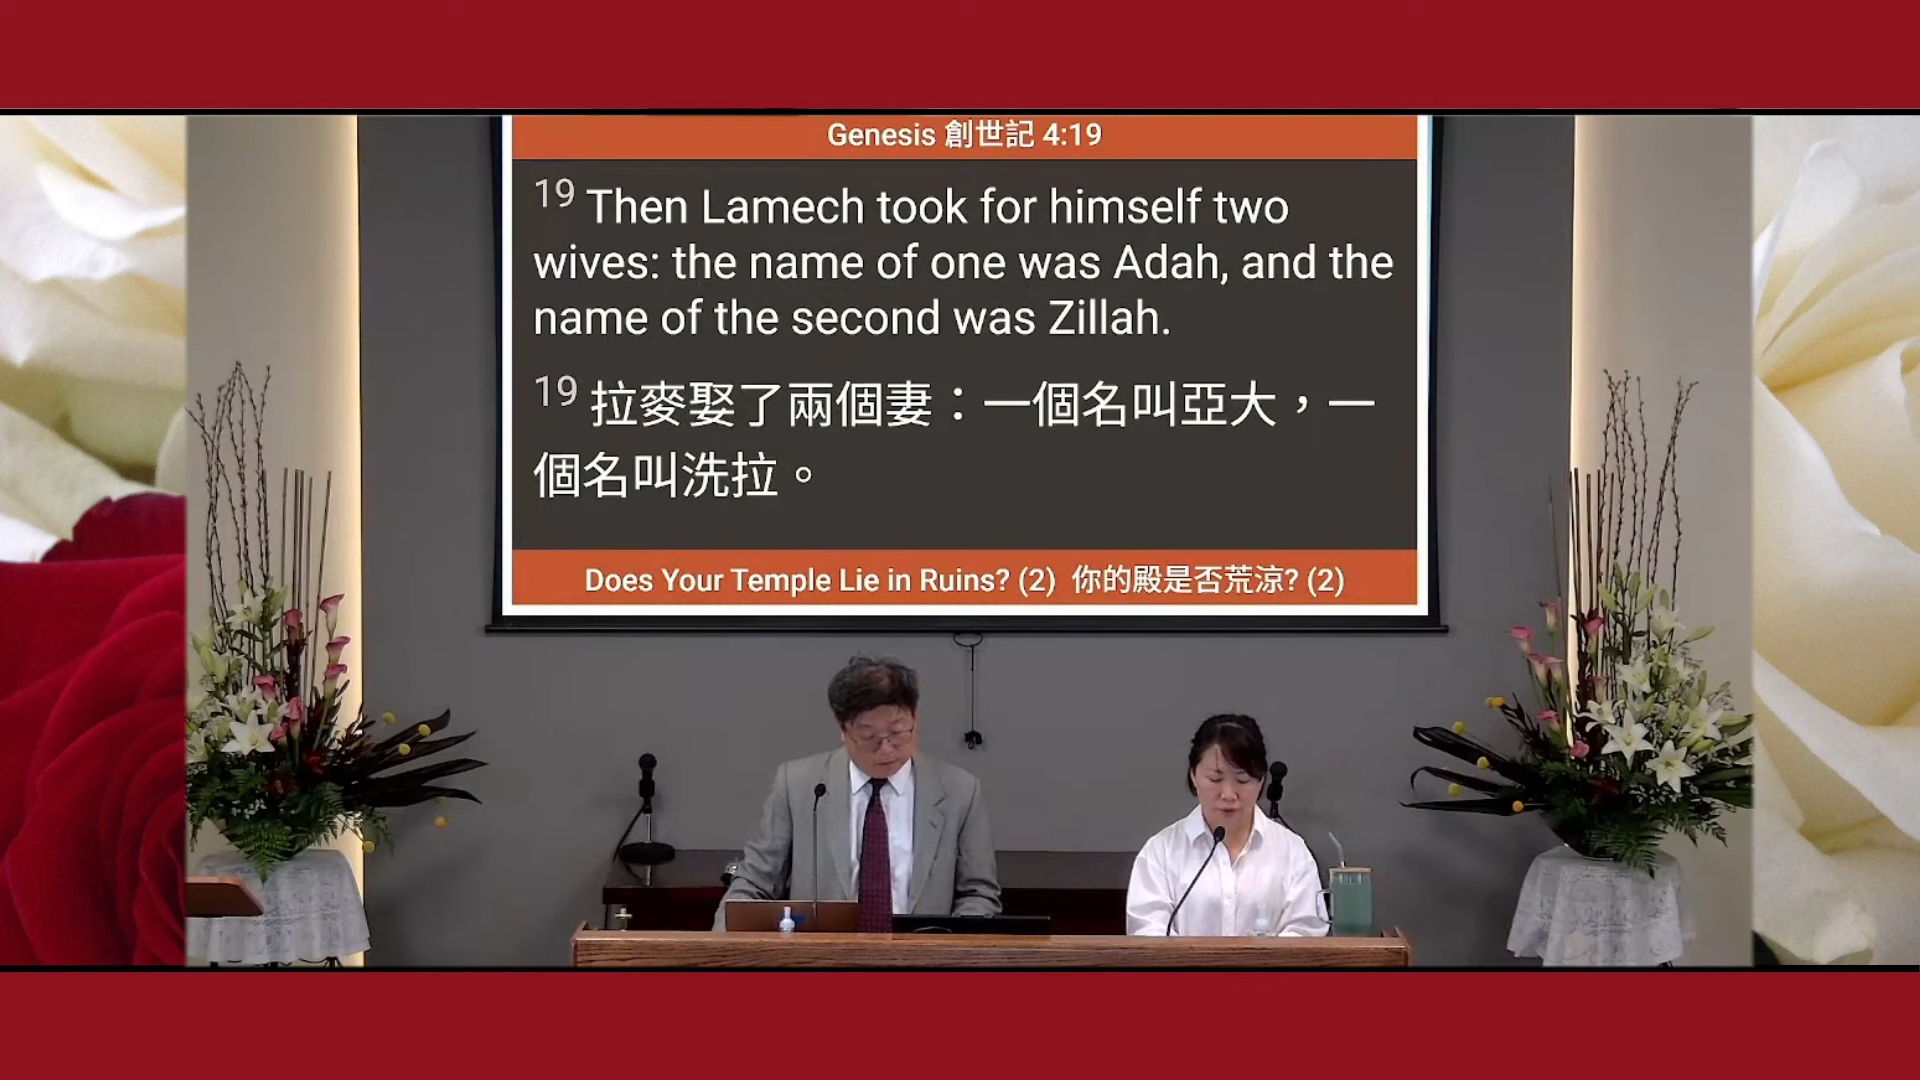 Genesis 創世記 4:19
19 Then Lamech took for himself two
wives: the name of one was Adah, and the
name of the second was Zillah.
19 拉麥娶了兩個妻：一個名叫亞大，一
個名叫洗拉。
Does Your Temple Lie in Ruins? (2) 你的殿是否荒涼? (2)